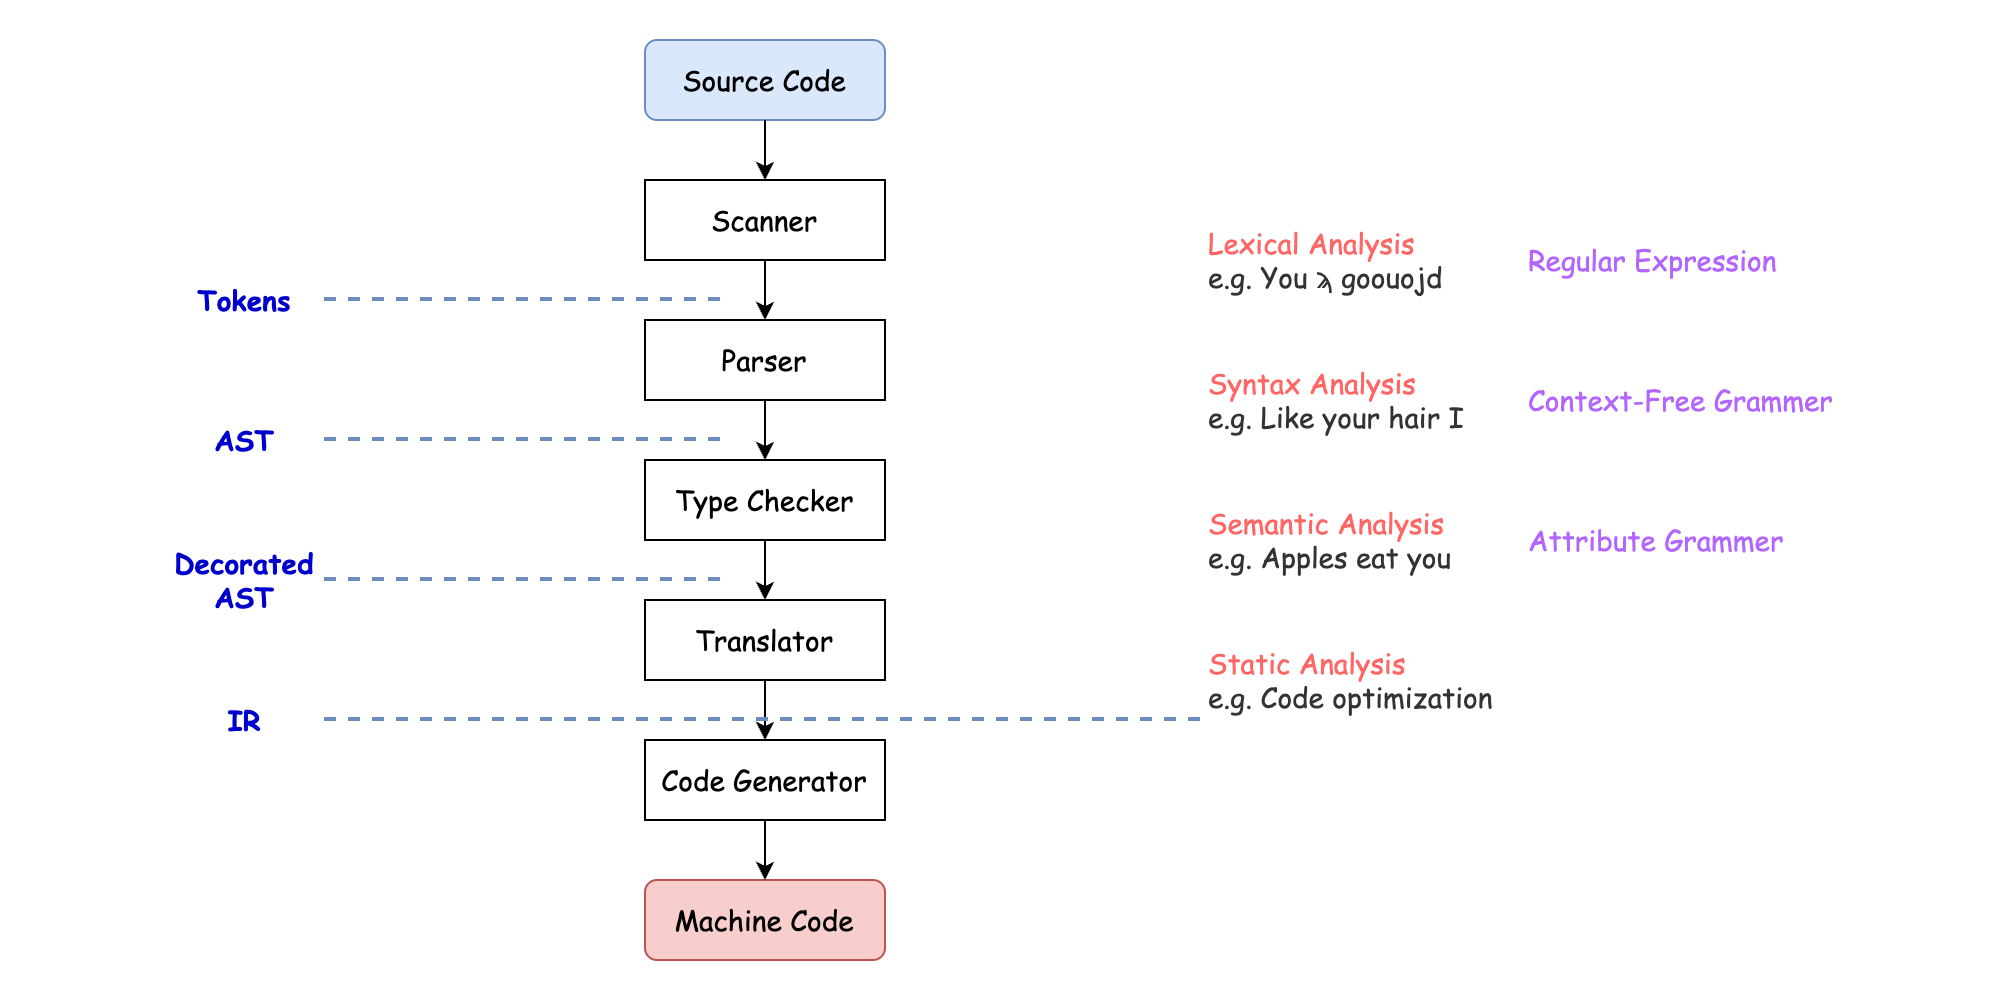 Source Code
Scanner
Lexical Analysis
e.g. You goouojd
Regular Expression
Tokens
Parser
Syntax Analysis
e.g. Like your hair I
Context-Free Grammer
AST
Type Checker
Semantic Analysis
e.g. Apples eat you
Attribute Grammer
Decorated
AST
Translator
Static Analysis
e.g. Code optimization
IR
Code Generator
Machine Code